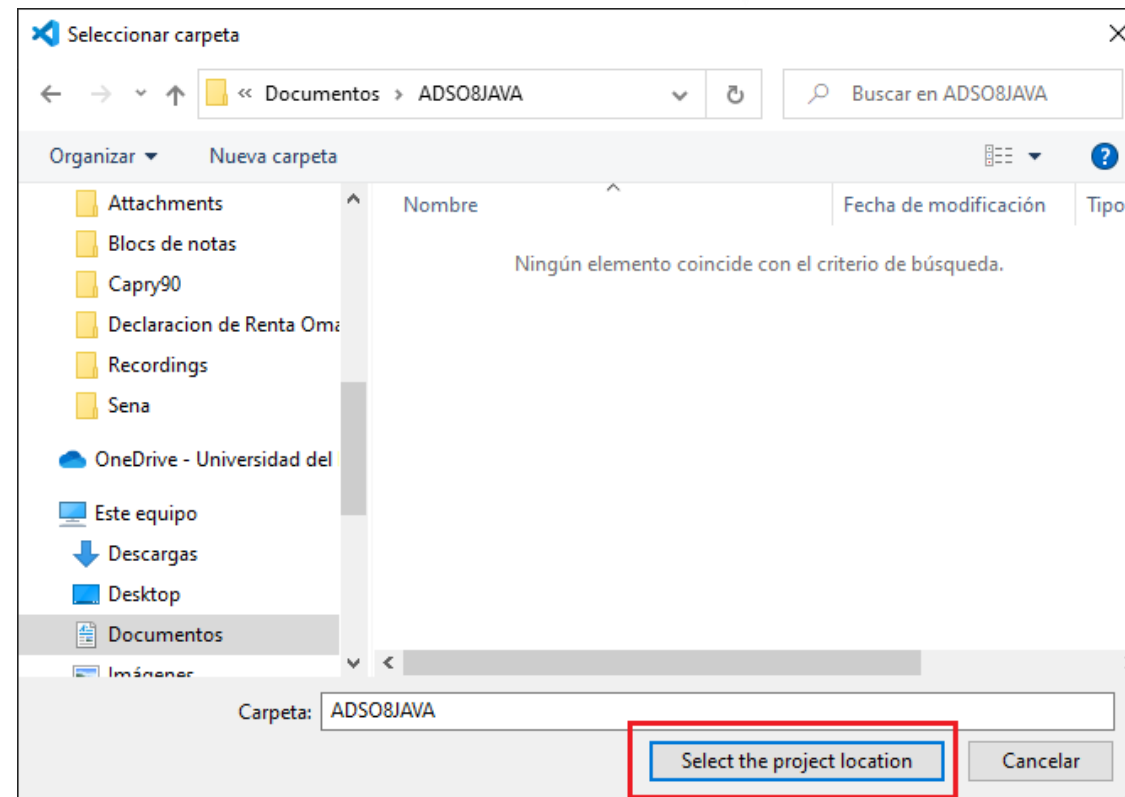 Seleccionar carpeta
« Documentos › ADSO8JAVA
Buscar en ADSO8JAVA
Organizar
Nueva carpeta
?
Attachments
Blocs de notas
Capry90
Declaracion de Renta Oma
Recordings
Sena
OneDrive - Universidad del
Este equipo
Descargas
Desktop
Documentos
Imágenes
Nombre
Fecha de modificación
Tipo
Ningún elemento coincide con el criterio de búsqueda.
Carpeta: ADSO8JAVA
Select the project location
Cancelar